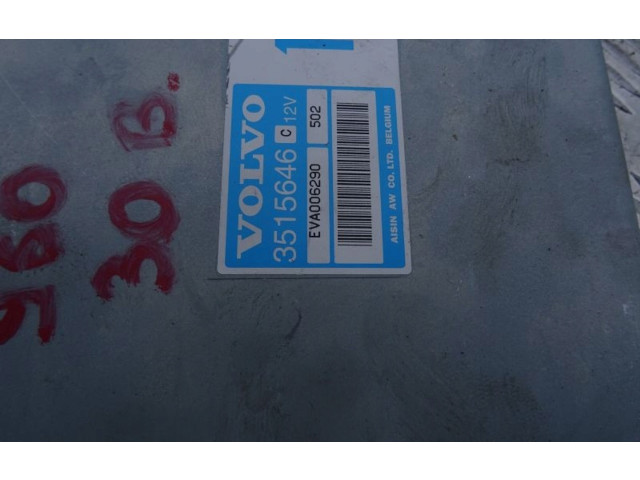 VOLVO
3515646 C 12V
EVA006290 502
AISIN AW CO. LTD. BELGIUM
960
30 B.